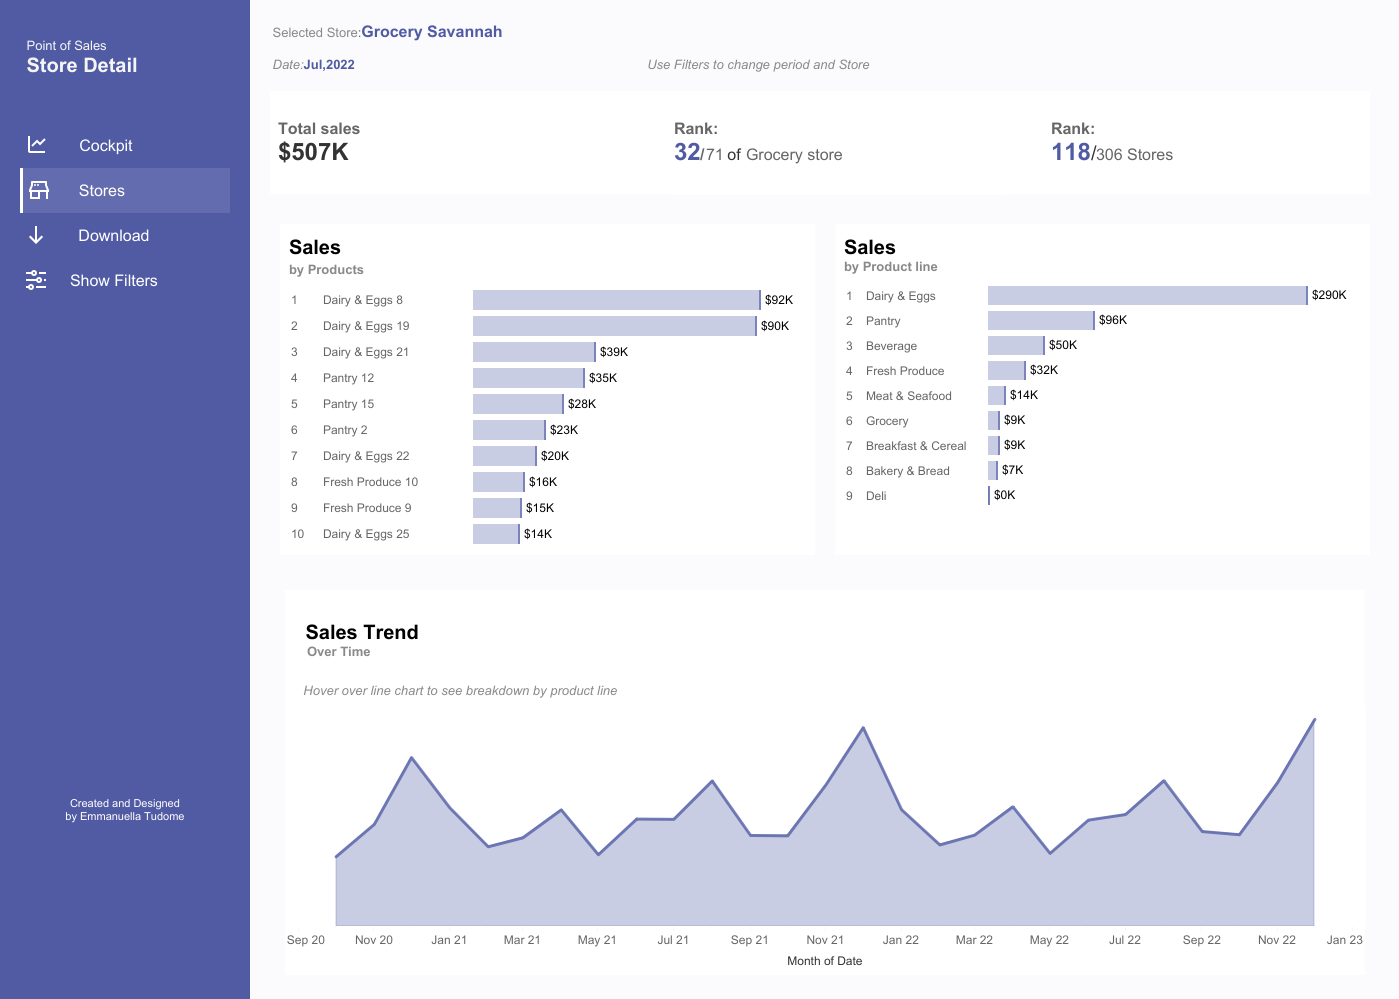 Point of Sales
Store Detail
Cockpit
Stores
Download
Show Filters
Created and Designed
by Emmanuella Tudome
Selected Store:Grocery Savannah
Date:Jul,2022
Use Filters to change period and Store
Total sales
$507K
Rank:
32/71 of Grocery store
Rank:
118/306 Stores
Sales
by Products
1 Dairy & Eggs 8 $92K
2 Dairy & Eggs 19 $90K
3 Dairy & Eggs 21 $39K
4 Pantry 12 $35K
5 Pantry 15 $28K
6 Pantry 2 $23K
7 Dairy & Eggs 22 $20K
8 Fresh Produce 10 $16K
9 Fresh Produce 9 $15K
10 Dairy & Eggs 25 $14K
Sales
by Product line
1 Dairy & Eggs $290K
2 Pantry $96K
3 Beverage $50K
4 Fresh Produce $32K
5 Meat & Seafood $14K
6 Grocery $9K
7 Breakfast & Cereal $9K
8 Bakery & Bread $7K
9 Deli $0K
Sales Trend
Over Time
Hover over line chart to see breakdown by product line
Sep 20 Nov 20 Jan 21 Mar 21 May 21 Jul 21 Sep 21 Nov 21 Jan 22 Mar 22 May 22 Jul 22 Sep 22 Nov 22 Jan 23
Month of Date